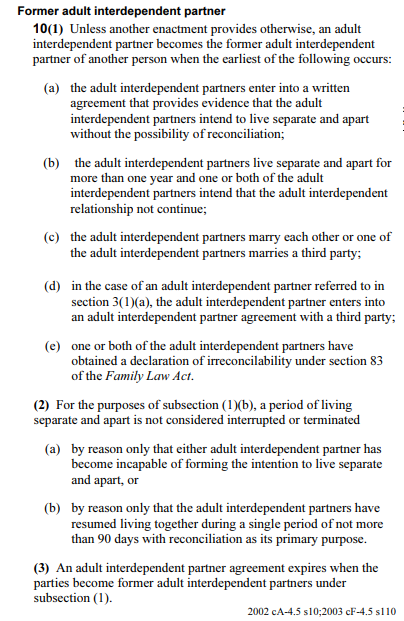 Former adult interdependent partner
10(1) Unless another enactment provides otherwise, an adult
interdependent partner becomes the former adult interdependent
partner of another person when the earliest of the following occurs:
(a) the adult interdependent partners enter into a written
agreement that provides evidence that the adult
interdependent partners intend to live separate and apart
without the possibility of reconciliation;
(b) the adult interdependent partners live separate and apart for
more than one year and one or both of the adult
interdependent partners intend that the adult interdependent
relationship not continue;
(c) the adult interdependent partners marry each other or one of
the adult interdependent partners marries a third party;
(d) in the case of an adult interdependent partner referred to in
section 3(1)(a), the adult interdependent partner enters into
an adult interdependent partner agreement with a third party;
(e) one or both of the adult interdependent partners have
obtained a declaration of irreconcilability under section 83
of the Family Law Act.
(2) For the purposes of subsection (1)(b), a period of living
separate and apart is not considered interrupted or terminated
(a) by reason only that either adult interdependent partner has
become incapable of forming the intention to live separate
and apart, or
(b) by reason only that the adult interdependent partners have
resumed living together during a single period of not more
than 90 days with reconciliation as its primary purpose.
(3) An adult interdependent partner agreement expires when the
parties become former adult interdependent partners under
subsection (1).
2002 cA-4.5 s10;2003 cF-4.5 s110